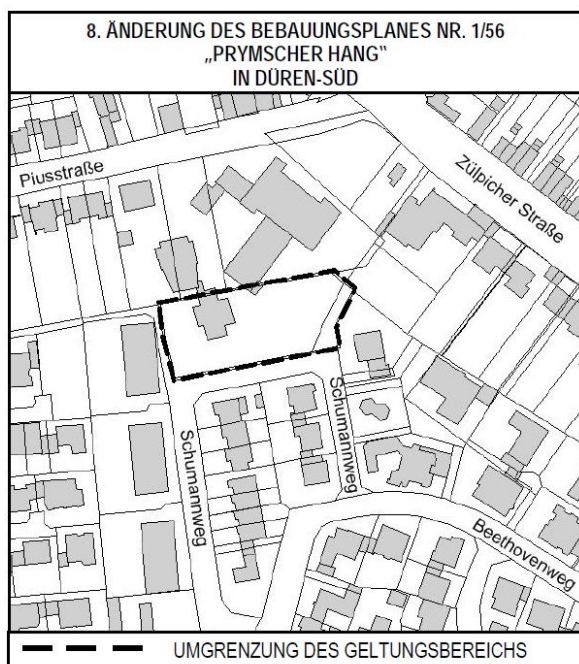 8. ÄNDERUNG DES BEBAUUNGSPLANES NR. 1/56
„PRYMSCHER HANG“
IN DÜREN-SÜD
Piusstraße
Zülpicher Straße
Schumannweg
Schumannweg
Beethovenweg
UMGRENZUNG DES GELTUNGSBEREICHS